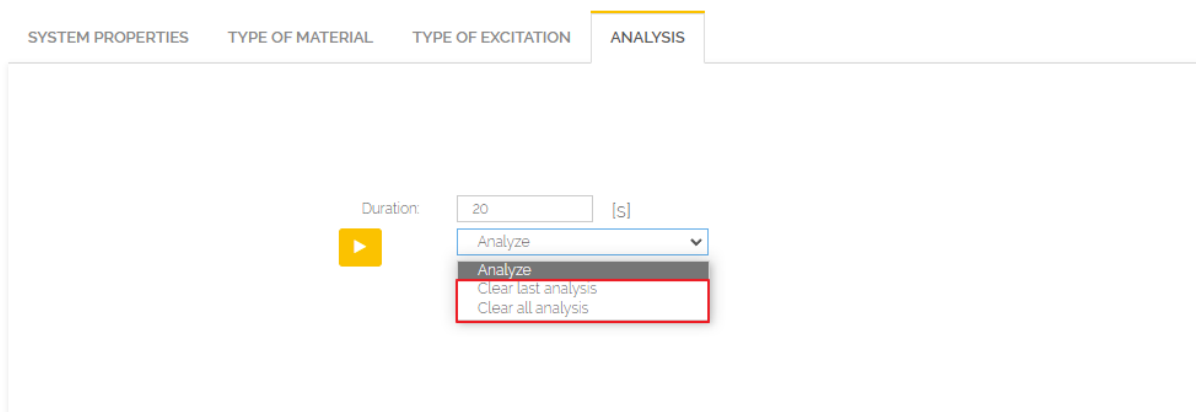 SYSTEM PROPERTIES TYPE OF MATERIAL TYPE OF EXCITATION ANALYSIS
Duration: 20 [s]
Analyze
Analyze
Clear last analysis
Clear all analysis